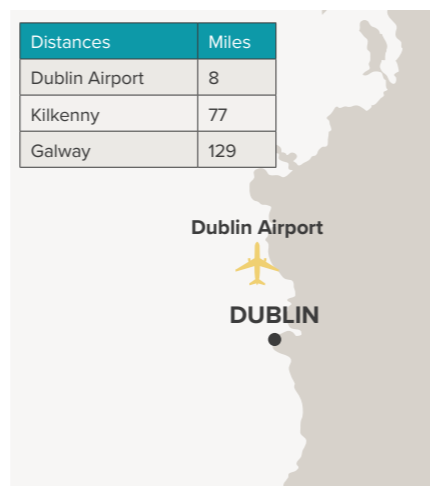 Distances Miles
Dublin Airport 8
Kilkenny 77
Galway 129
Dublin Airport
DUBLIN